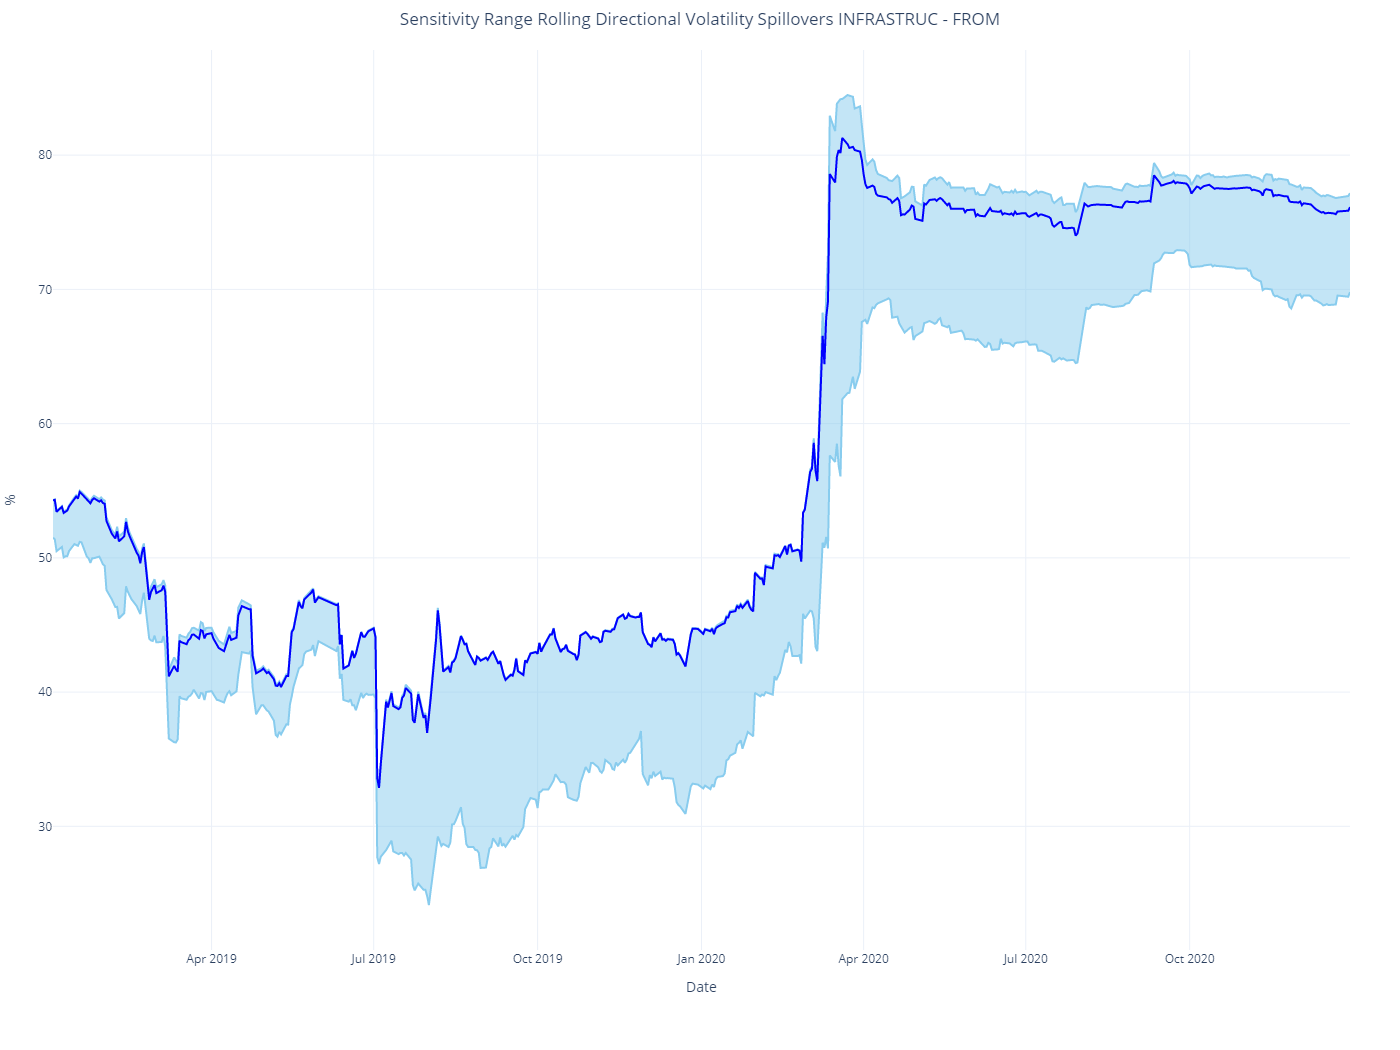 Sensitivity Range Rolling Directional Volatility Spillovers INFRASTRUC - FROM
80
70
60
50
40
30
%
Apr 2019
Jul 2019
Oct 2019
Jan 2020
Apr 2020
Jul 2020
Oct 2020
Date